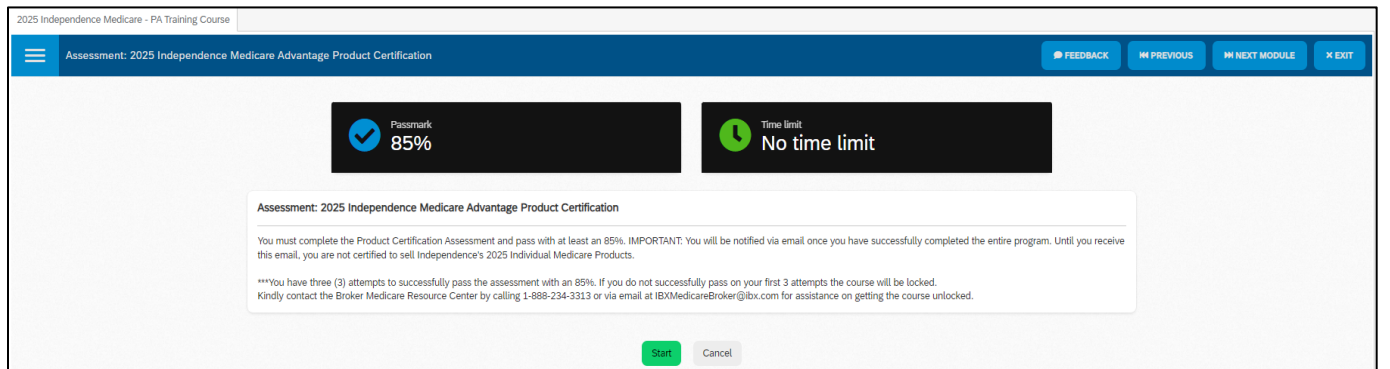 2025 Independence Medicare - PA Training Course
Assessment: 2025 Independence Medicare Advantage Product Certification
FEEDBACK
PREVIOUS
NEXT MODULE
EXIT
Passmark
85%
Time limit
No time limit
Assessment: 2025 Independence Medicare Advantage Product Certification
You must complete the Product Certification Assessment and pass with at least an 85%. IMPORTANT: You will be notified via email once you have successfully completed the entire program. Until you receive
this email, you are not certified to sell Independence's 2025 Individual Medicare Products.
***You have three (3) attempts to successfully pass the assessment with an 85%. If you do not successfully pass on your first 3 attempts the course will be locked.
Kindly contact the Broker Medicare Resource Center by calling 1-888-234-3313 or via email at IBXMedicareBroker@ibx.com for assistance on getting the course unlocked.
Start
Cancel